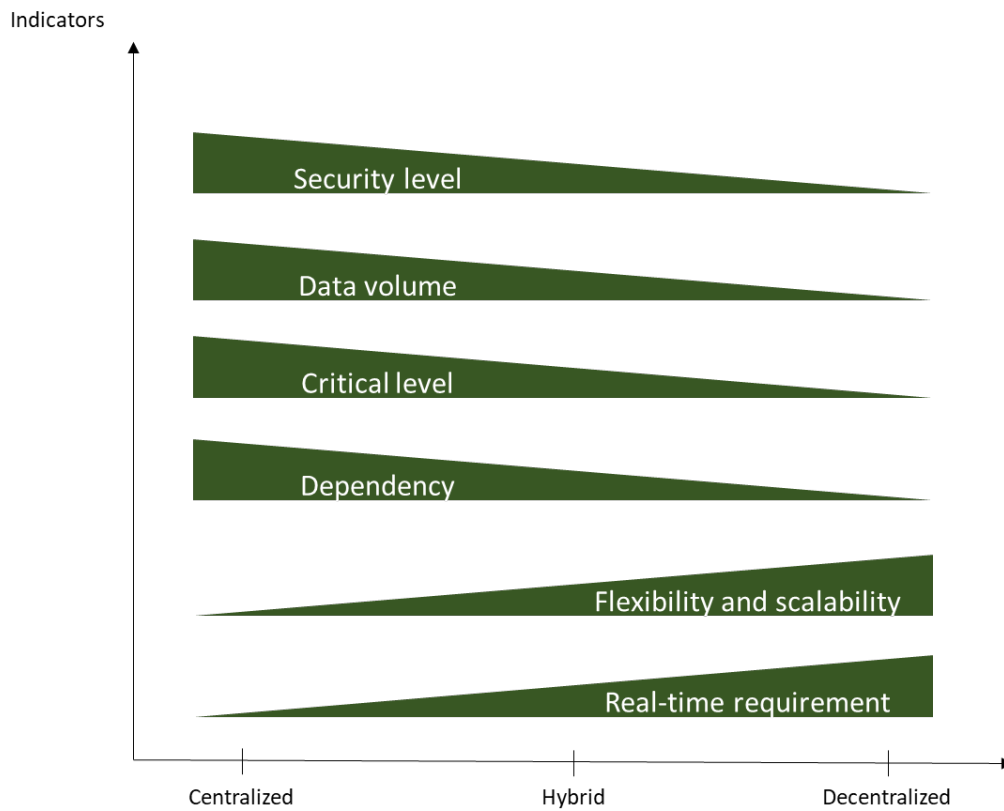 Indicators
Security level
Data volume
Critical level
Dependency
Flexibility and scalability
Real-time requirement
Centralized
Hybrid
Decentralized